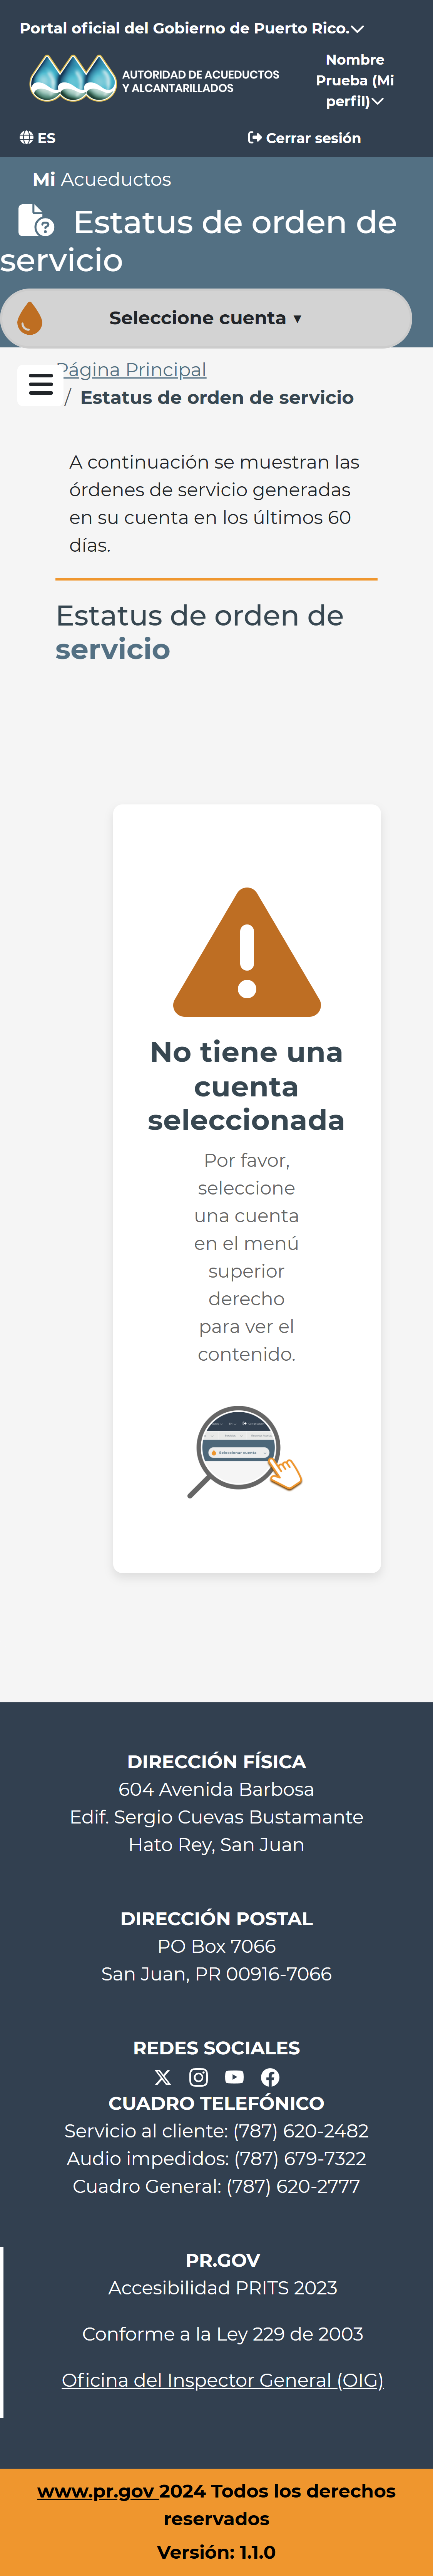 Portal oficial del Gobierno de Puerto Rico.
AUTORIDAD DE ACUEDUCTOS
Y ALCANTARILLADOS
Nombre
Prueba (Mi
perfil)
ES
Cerrar sesión
Mi Acueductos
Estatus de orden de
servicio
Seleccione cuenta ▼
Página Principal
/ Estatus de orden de servicio
A continuación se muestran las
órdenes de servicio generadas
en su cuenta en los últimos 60
días.
Estatus de orden de
servicio
No tiene una
cuenta
seleccionada
Por favor,
seleccione
una cuenta
en el menú
superior
derecho
para ver el
contenido.
Seleccionar cuenta
DIRECCIÓN FÍSICA
604 Avenida Barbosa
Edif. Sergio Cuevas Bustamante
Hato Rey, San Juan
DIRECCIÓN POSTAL
PO Box 7066
San Juan, PR 00916-7066
REDES SOCIALES
CUADRO TELEFÓNICO
Servicio al cliente: (787) 620-2482
Audio impedidos: (787) 679-7322
Cuadro General: (787) 620-2777
PR.GOV
Accesibilidad PRITS 2023
Conforme a la Ley 229 de 2003
Oficina del Inspector General (OIG)
www.pr.gov 2024 Todos los derechos
reservados
Versión: 1.1.0